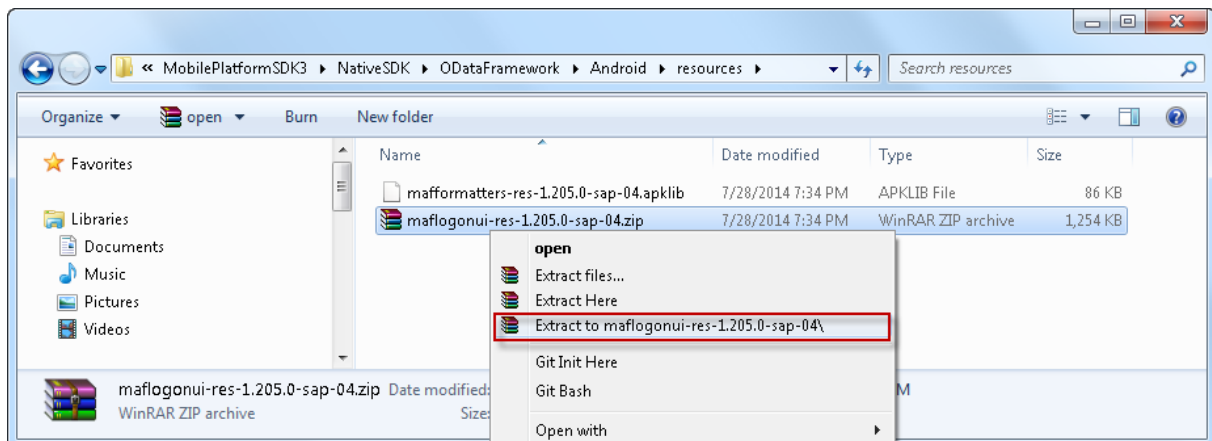 « MobilePlatformSDK3 ▸ NativeSDK ▸ ODataFramework ▸ Android ▸ resources ▸ Search resources
Organize ▾ open ▾ Burn New folder
Favorites
Libraries
Documents
Music
Pictures
Videos
Name Date modified Type Size
mafformatters-res-1.205.0-sap-04.apklib 7/28/2014 7:34 PM APKLIB File 86 KB
maflogonui-res-1.205.0-sap-04.zip 7/28/2014 7:34 PM WinRAR ZIP archive 1,254 KB
open
Extract files...
Extract Here
Extract to maflogonui-res-1.205.0-sap-04\
Git Init Here
Git Bash
Open with
maflogonui-res-1.205.0-sap-04.zip Date modified: M
WinRAR ZIP archive Size: